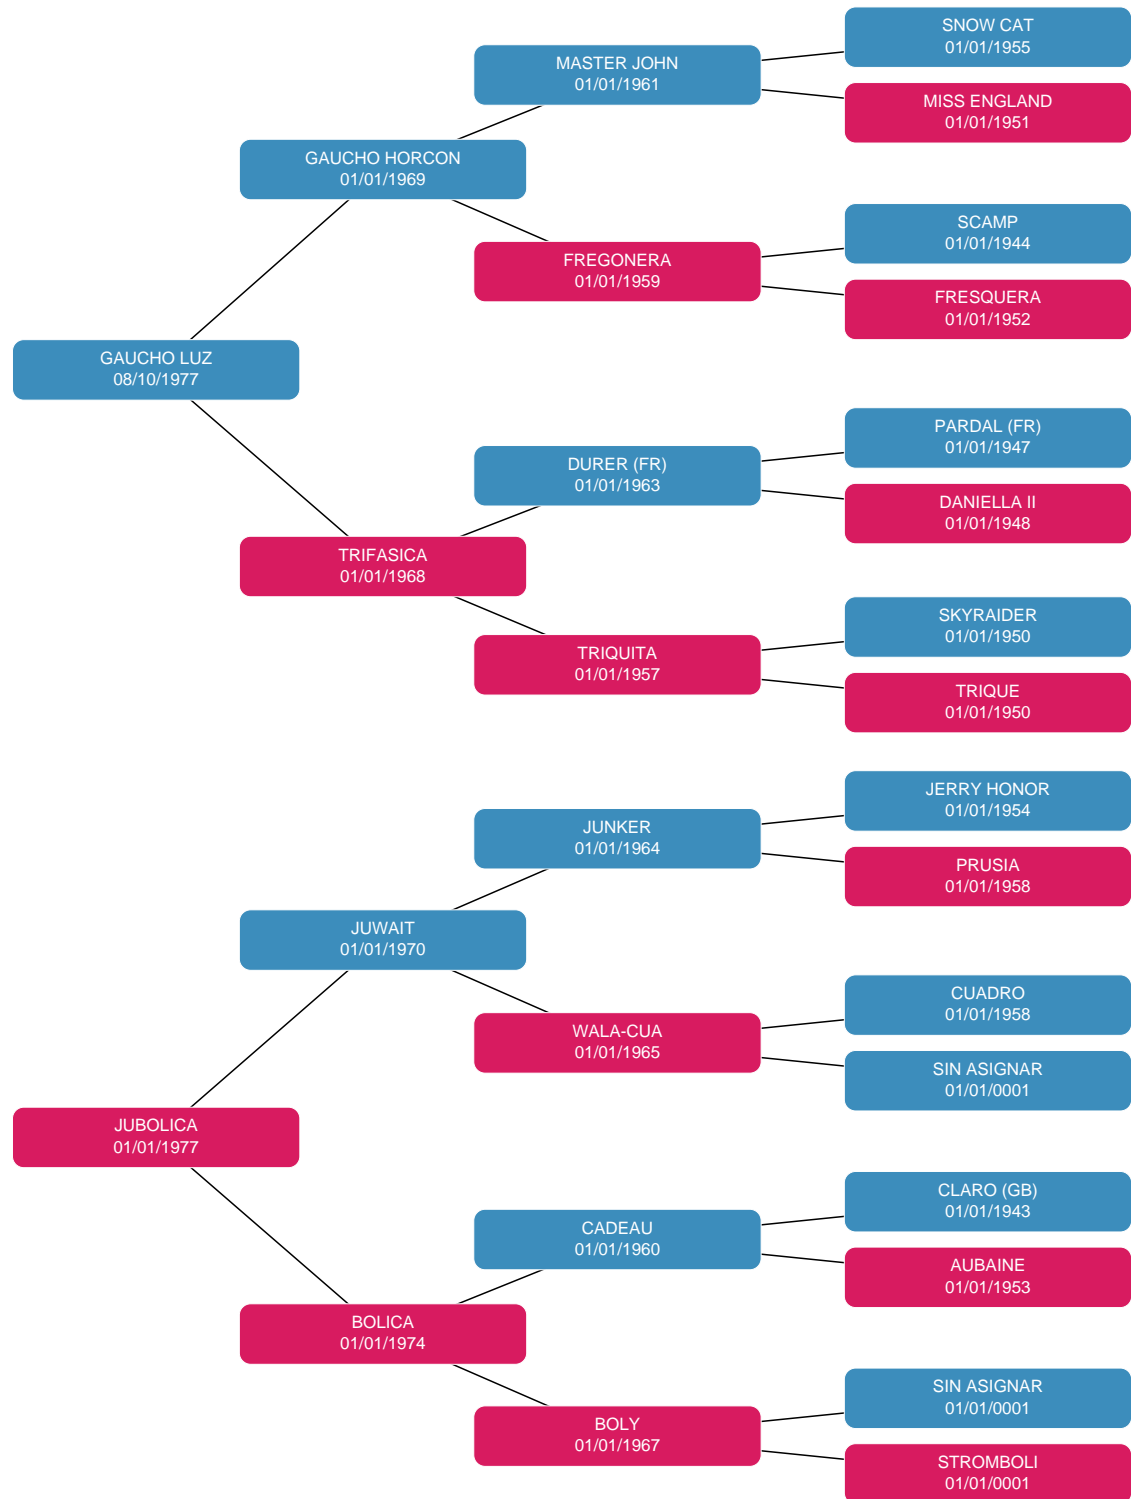 SNOW CAT
01/01/1955
MASTER JOHN
01/01/1961
MISS ENGLAND
01/01/1951
GAUCHO HORCON
01/01/1969
SCAMP
01/01/1944
FREGONERA
01/01/1959
FRESQUERA
01/01/1952
GAUCHO LUZ
08/10/1977
PARDAL (FR)
01/01/1947
DURER (FR)
01/01/1963
DANIELLA II
01/01/1948
TRIFASICA
01/01/1968
SKYRAIDER
01/01/1950
TRIQUITA
01/01/1957
TRIQUE
01/01/1950
JERRY HONOR
01/01/1954
JUNKER
01/01/1964
PRUSIA
01/01/1958
JUWAIT
01/01/1970
CUADRO
01/01/1958
WALA-CUA
01/01/1965
SIN ASIGNAR
01/01/0001
JUBOLICA
01/01/1977
CLARO (GB)
01/01/1943
CADEAU
01/01/1960
AUBAINE
01/01/1953
BOLICA
01/01/1974
SIN ASIGNAR
01/01/0001
BOLY
01/01/1967
STROMBOLI
01/01/0001